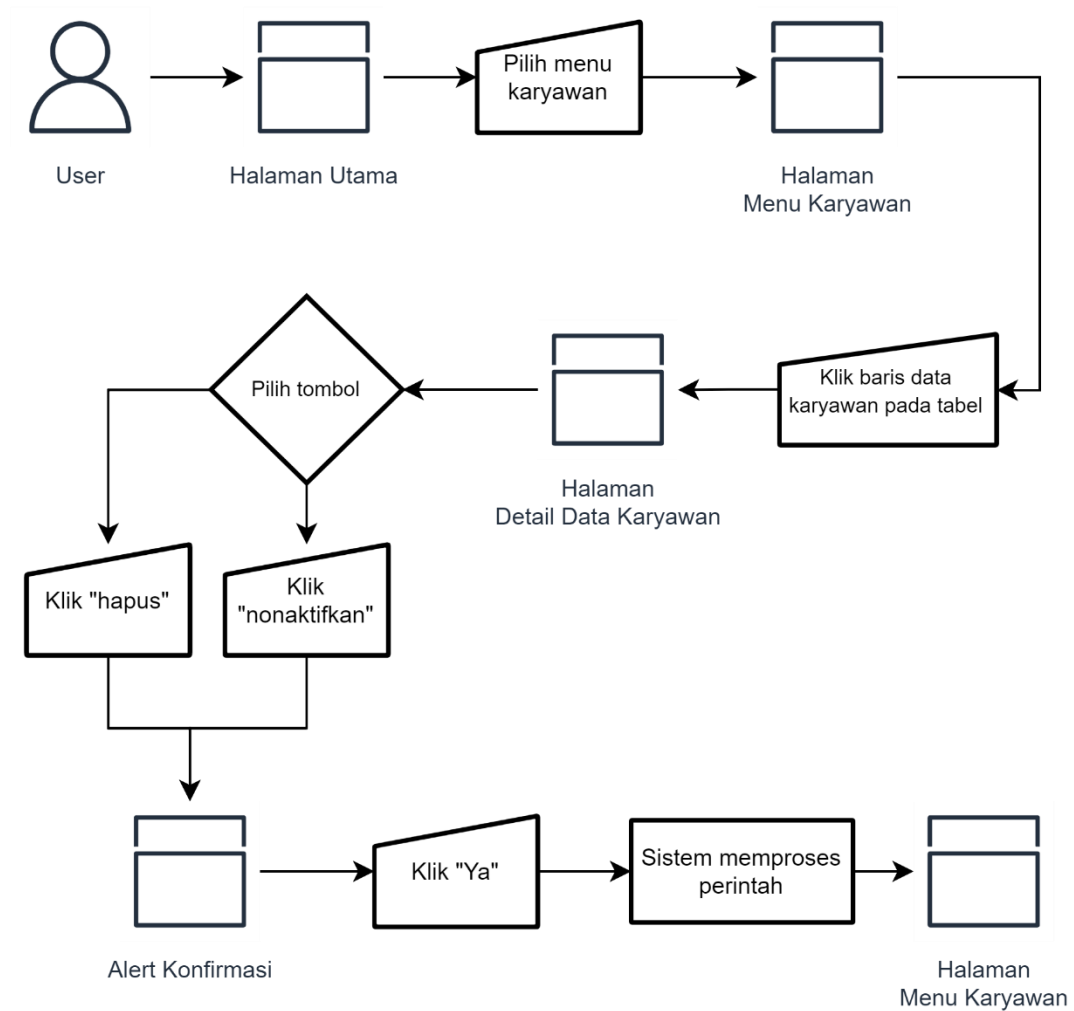 Pilih menu
karyawan
User
Halaman Utama
Halaman
Menu Karyawan
Klik baris data
karyawan pada tabel
Halaman
Detail Data Karyawan
Pilih tombol
Klik "hapus"
Klik
"nonaktifkan"
Alert Konfirmasi
Klik "Ya"
Sistem memproses
perintah
Halaman
Menu Karyawan